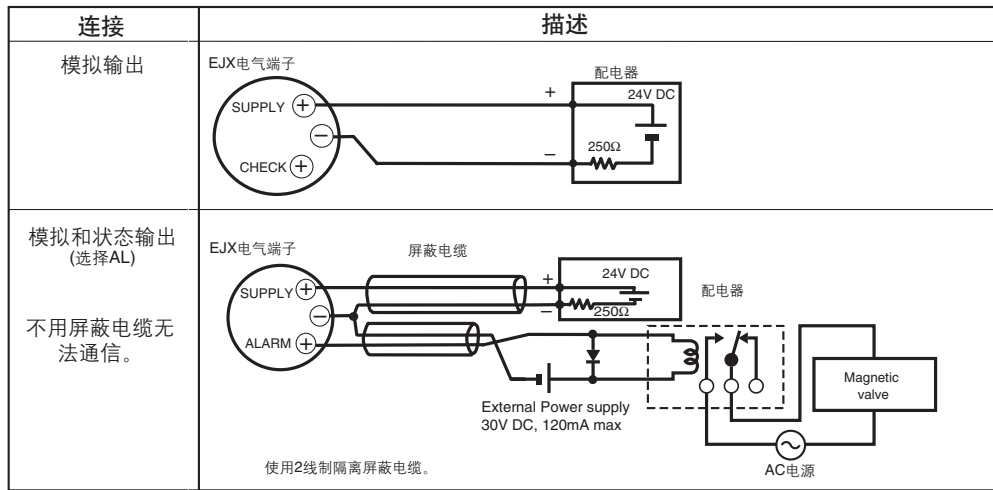 连接
描述
模拟输出
EJX电气端子
配电器
SUPPLY +
+
24V DC
−
250Ω
−
CHECK +
模拟和状态输出
(选择AL)
不用屏蔽电缆无
法通信。
EJX电气端子
屏蔽电缆
24V DC
配电器
SUPPLY +
+
−
250Ω
−
ALARM +
Magnetic
valve
External Power supply
30V DC, 120mA max
AC电源
使用2线制隔离屏蔽电缆。